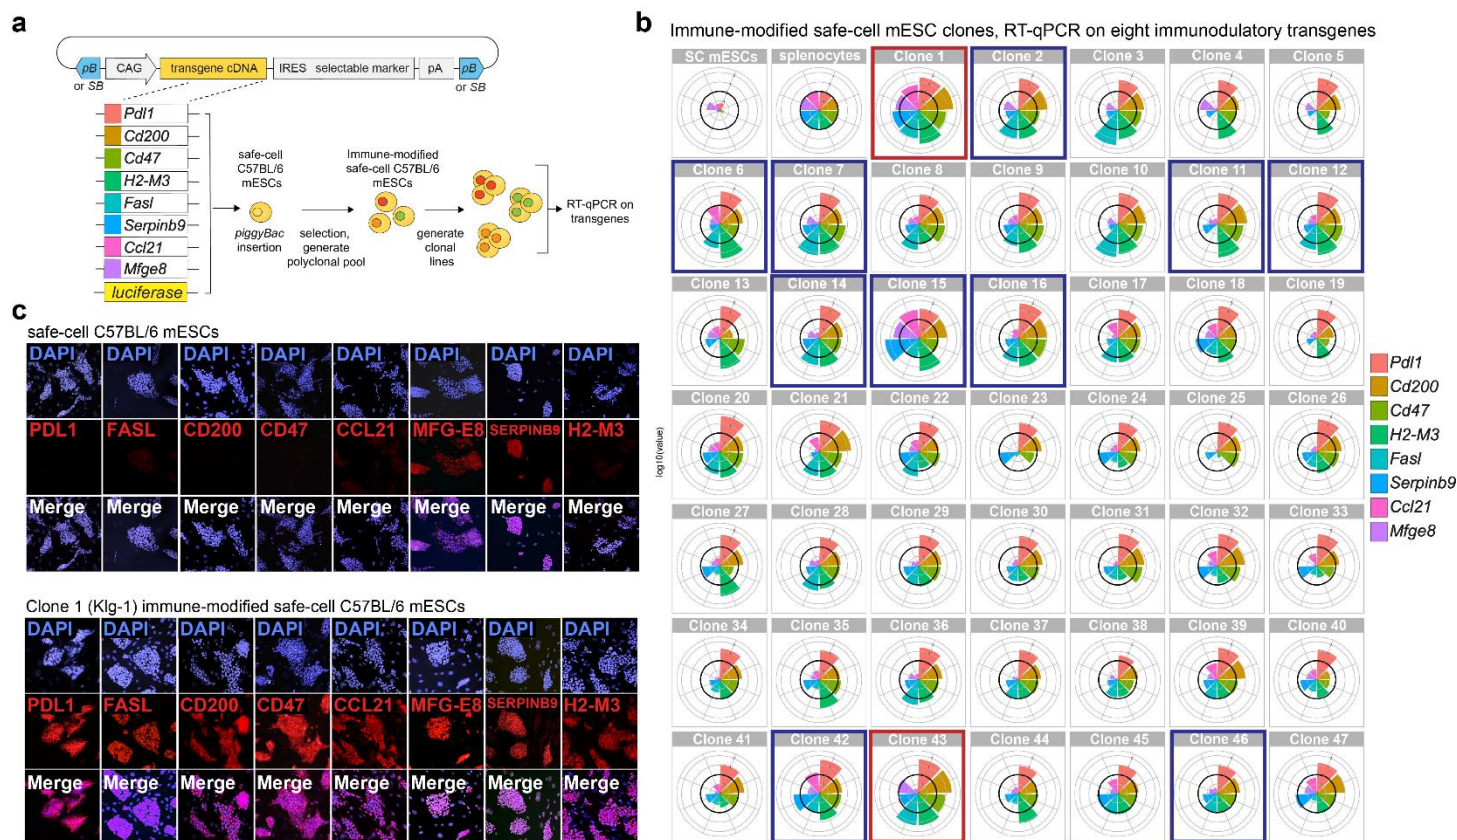 a
pB
CAG
transgene cDNA
IRES selectable marker
pA
pB
or SB
or SB
Pdl1
Cd200
Cd47
H2-M3
Fasl
Serpinb9
Ccl21
Mfge8
luciferase
safe-cell
C57BL/6
mESCs
piggyBac
insertion
selection,
generate
polyclonal pool
Immune-modified
safe-cell C57BL/6
mESCs
generate
clonal
lines
RT-qPCR on
transgenes
b
Immune-modified safe-cell mESC clones, RT-qPCR on eight immunodulatory transgenes
SC mESCs splenocytes Clone 1 Clone 2 Clone 3 Clone 4 Clone 5
Clone 6 Clone 7 Clone 8 Clone 9 Clone 10 Clone 11 Clone 12
Clone 13 Clone 14 Clone 15 Clone 16 Clone 17 Clone 18 Clone 19
Clone 20 Clone 21 Clone 22 Clone 23 Clone 24 Clone 25 Clone 26
Clone 27 Clone 28 Clone 29 Clone 30 Clone 31 Clone 32 Clone 33
Clone 34 Clone 35 Clone 36 Clone 37 Clone 38 Clone 39 Clone 40
Clone 41 Clone 42 Clone 43 Clone 44 Clone 45 Clone 46 Clone 47
log10(value)
Pdl1
Cd200
Cd47
H2-M3
Fasl
Serpinb9
Ccl21
Mfge8
c
safe-cell C57BL/6 mESCs
DAPI DAPI DAPI DAPI DAPI DAPI DAPI DAPI
PDL1 FASL CD200 CD47 CCL21 MFG-E8 SERPINB9 H2-M3
Merge Merge Merge Merge Merge Merge Merge Merge
Clone 1 (Klg-1) immune-modified safe-cell C57BL/6 mESCs
DAPI DAPI DAPI DAPI DAPI DAPI DAPI DAPI
PDL1 FASL CD200 CD47 CCL21 MFG-E8 SERPINB9 H2-M3
Merge Merge Merge Merge Merge Merge Merge Merge